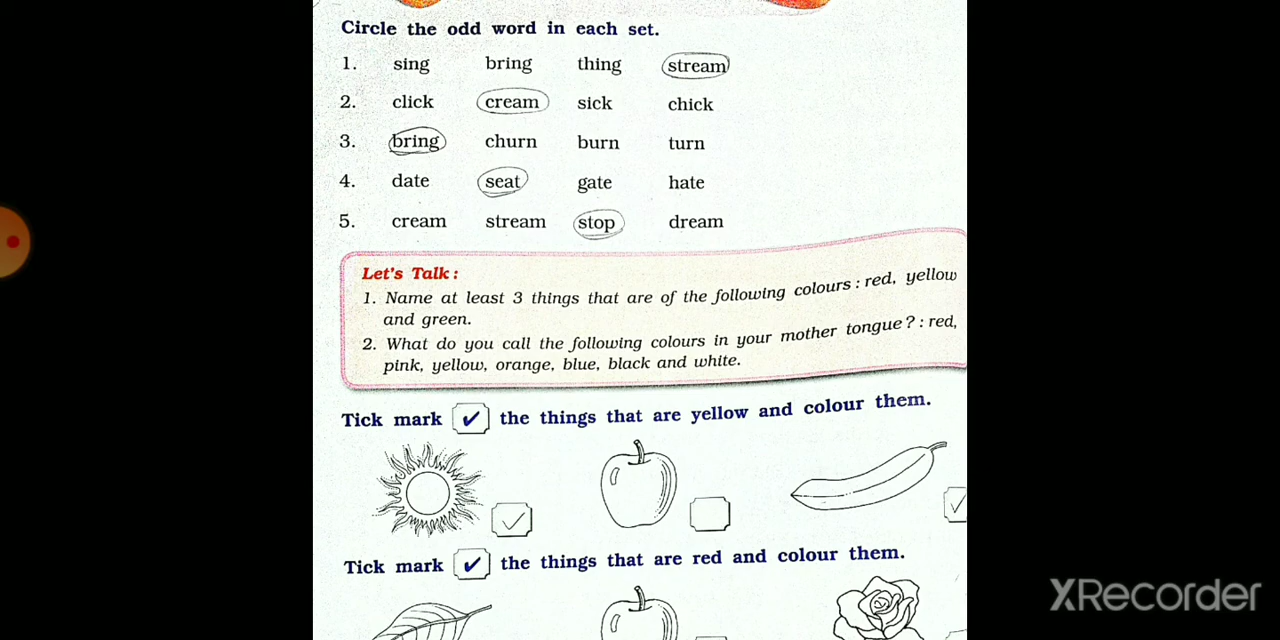 Circle the odd word in each set.
1. sing bring thing stream
2. click cream sick chick
3. bring churn burn turn
4. date seat gate hate
5. cream stream stop dream
Let's Talk :
1. Name at least 3 things that are of the following colours : red, yellow
and green.
2. What do you call the following colours in your mother tongue? : red,
pink, yellow, orange, blue, black and white.
Tick mark ✔ the things that are yellow and colour them.
Tick mark ✔ the things that are red and colour them.
XRecorder